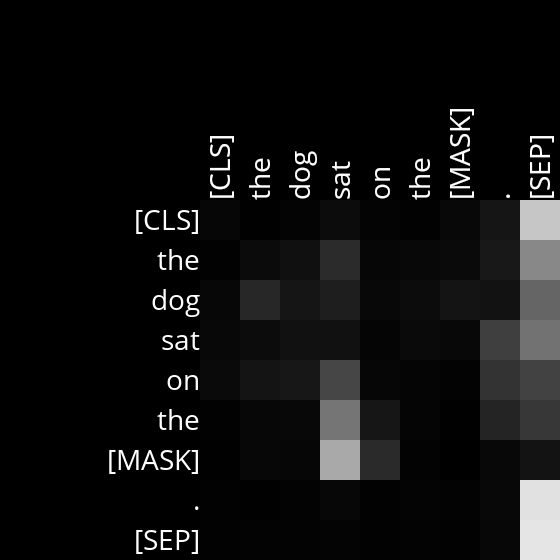 [CLS] the dog sat on the [MASK] . [SEP]
[CLS]
the
dog
sat
on
the
[MASK]
.
[SEP]